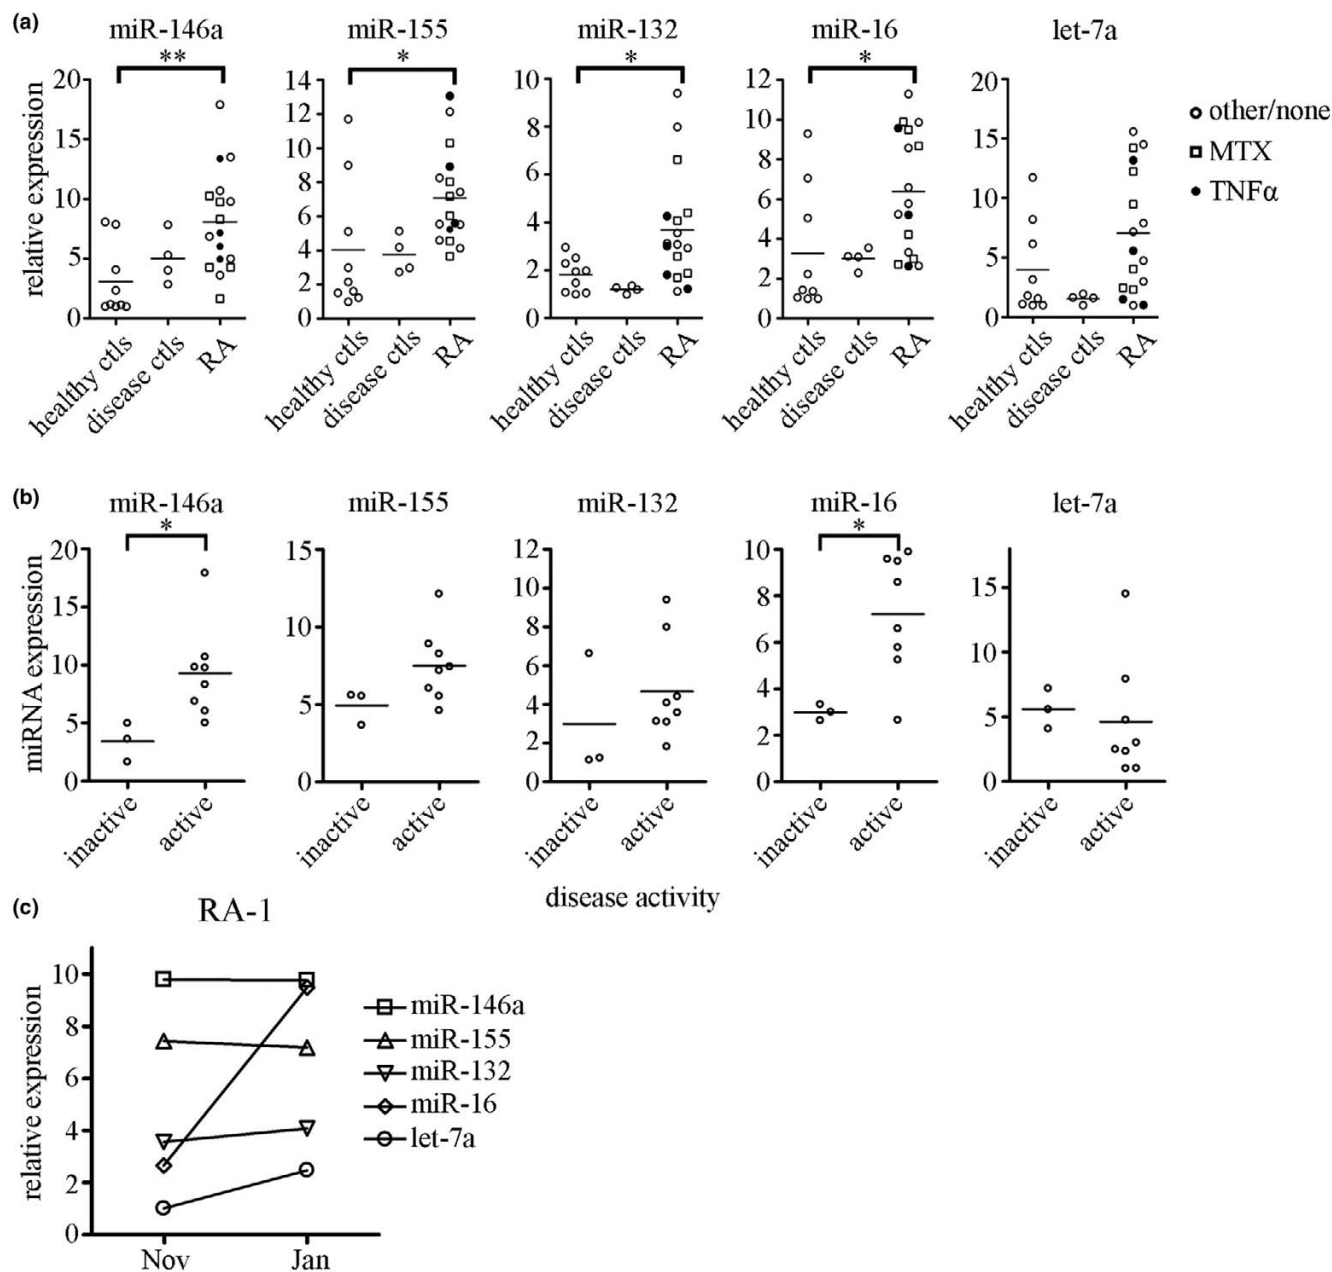 (a)
miR-146a miR-155 miR-132 miR-16 let-7a
** * * *
relative expression
20 15 10 5 0
14 12 10 8 6 4 2 0
10 8 6 4 2 0
12 10 8 6 4 2 0
20 15 10 5 0
other/none
MTX
TNFα
healthy ctls disease ctls RA
healthy ctls disease ctls RA
healthy ctls disease ctls RA
healthy ctls disease ctls RA
healthy ctls disease ctls RA
(b)
miR-146a miR-155 miR-132 miR-16 let-7a
* *
miRNA expression
20 15 10 5 0
15 10 5 0
12 10 8 6 4 2 0
10 8 6 4 2 0
15 10 5 0
inactive active
inactive active
inactive active
inactive active
inactive active
disease activity
(c)
RA-1
relative expression
10 8 6 4 2 0
Nov Jan
miR-146a
miR-155
miR-132
miR-16
let-7a